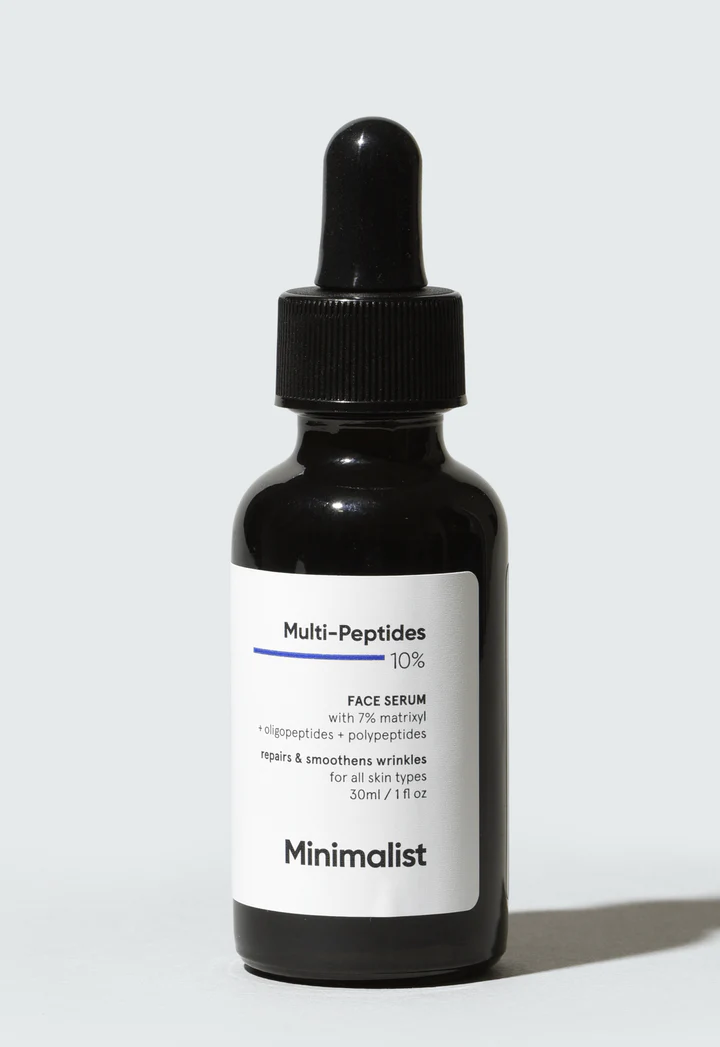 Multi-Peptides
10%
FACE SERUM
with 7% matrixyl
+ oligopeptides + polypeptides
repairs & smoothens wrinkles
for all skin types
30ml / 1 fl oz
Minimalist